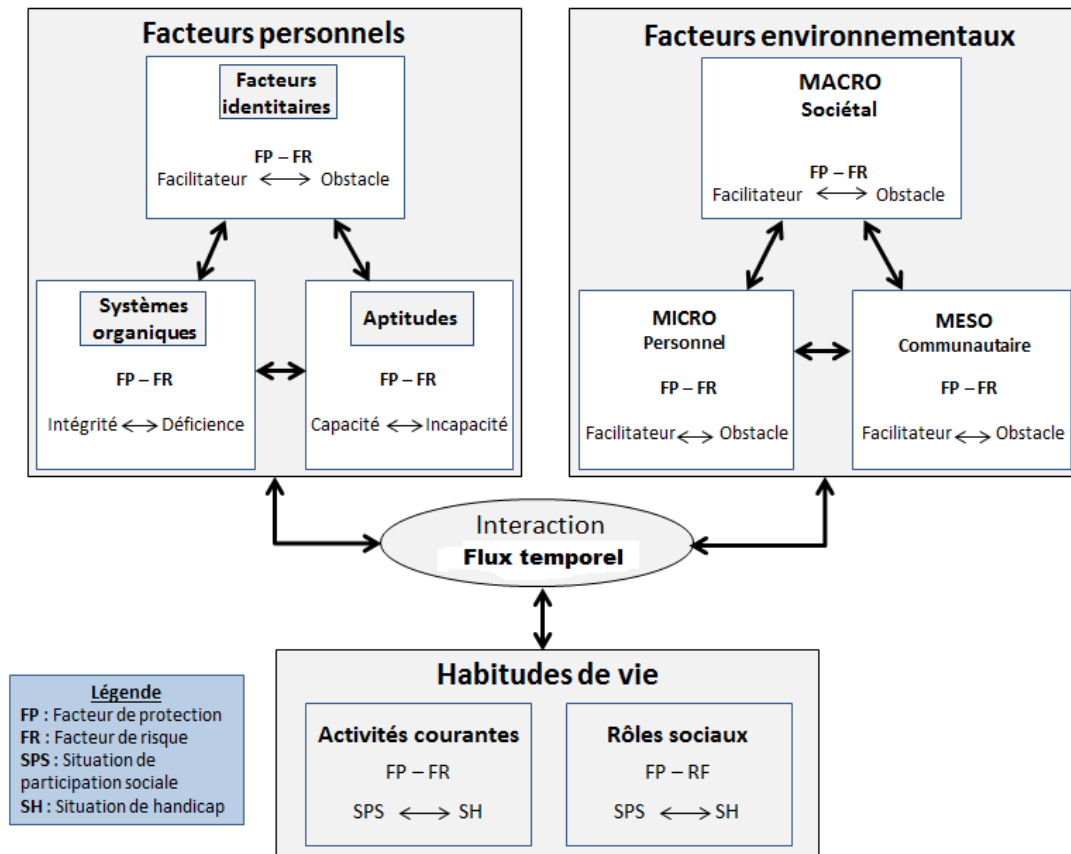 Facteurs personnels
Facteurs
identitaires
FP – FR
Facilitateur Obstacle
Systèmes
organiques
FP – FR
Intégrité Déficience
Aptitudes
FP – FR
Capacité Incapacité
Facteurs environnementaux
MACRO
Sociétal
FP – FR
Facilitateur Obstacle
MICRO
Personnel
FP – FR
Facilitateur Obstacle
MESO
Communautaire
FP – FR
Facilitateur Obstacle
Interaction
Flux temporel
Habitudes de vie
Activités courantes
FP – FR
SPS SH
Rôles sociaux
FP – RF
SPS SH
Légende
FP : Facteur de protection
FR : Facteur de risque
SPS : Situation de
participation sociale
SH : Situation de handicap